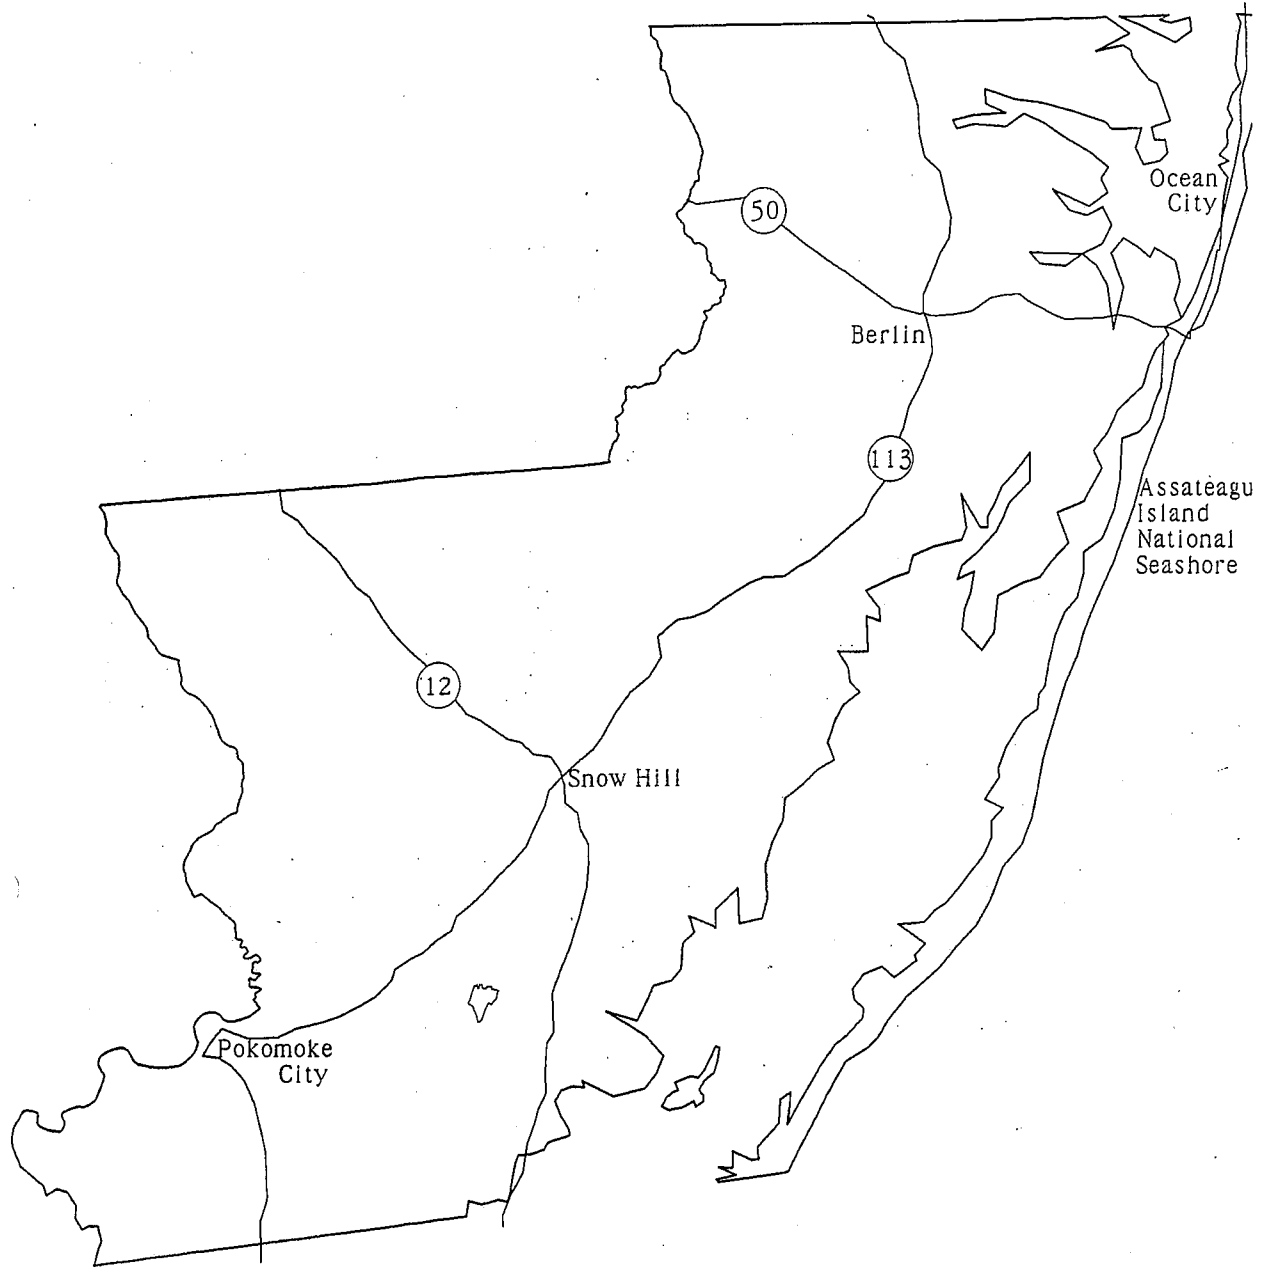 Ocean
City
50
Berlin
113
Assateagu
Island
National
Seashore
12
Snow Hill
Pokomoke
City